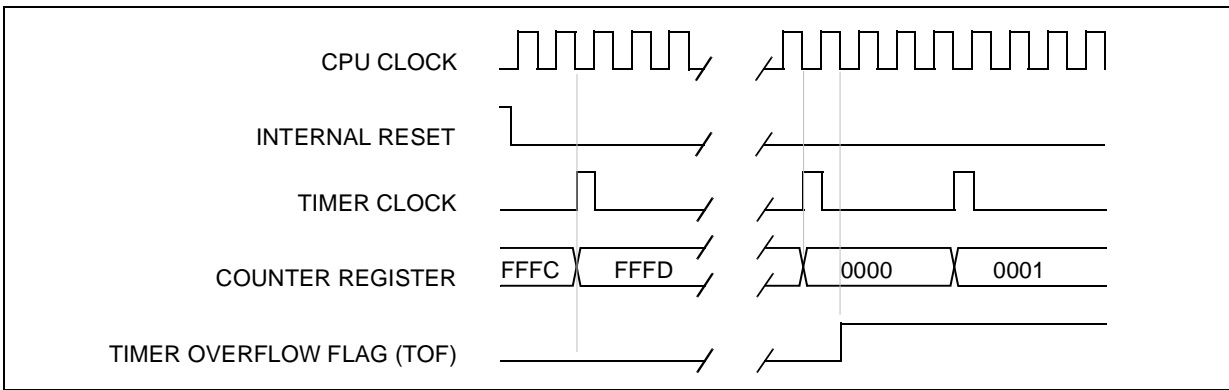 CPU CLOCK
INTERNAL RESET
TIMER CLOCK
COUNTER REGISTER
FFFC
FFFD
0000
0001
TIMER OVERFLOW FLAG (TOF)